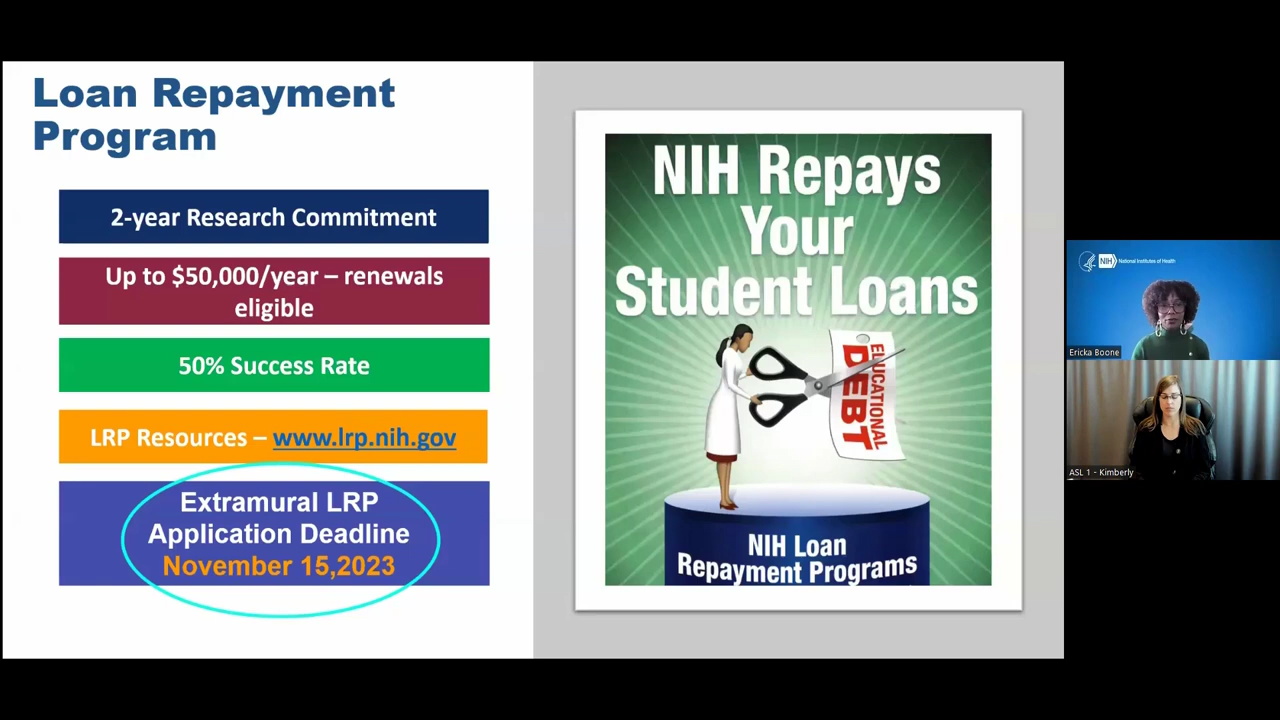 Loan Repayment
Program
2-year Research Commitment
Up to $50,000/year – renewals
eligible
50% Success Rate
LRP Resources – www.lrp.nih.gov
Extramural LRP
Application Deadline
November 15,2023
NIH Repays
Your
Student Loans
EDUCATIONAL
DEBT
NIH Loan
Repayment Programs
NIH National Institutes of Health
Ericka Boone
ASL 1 - Kimberly